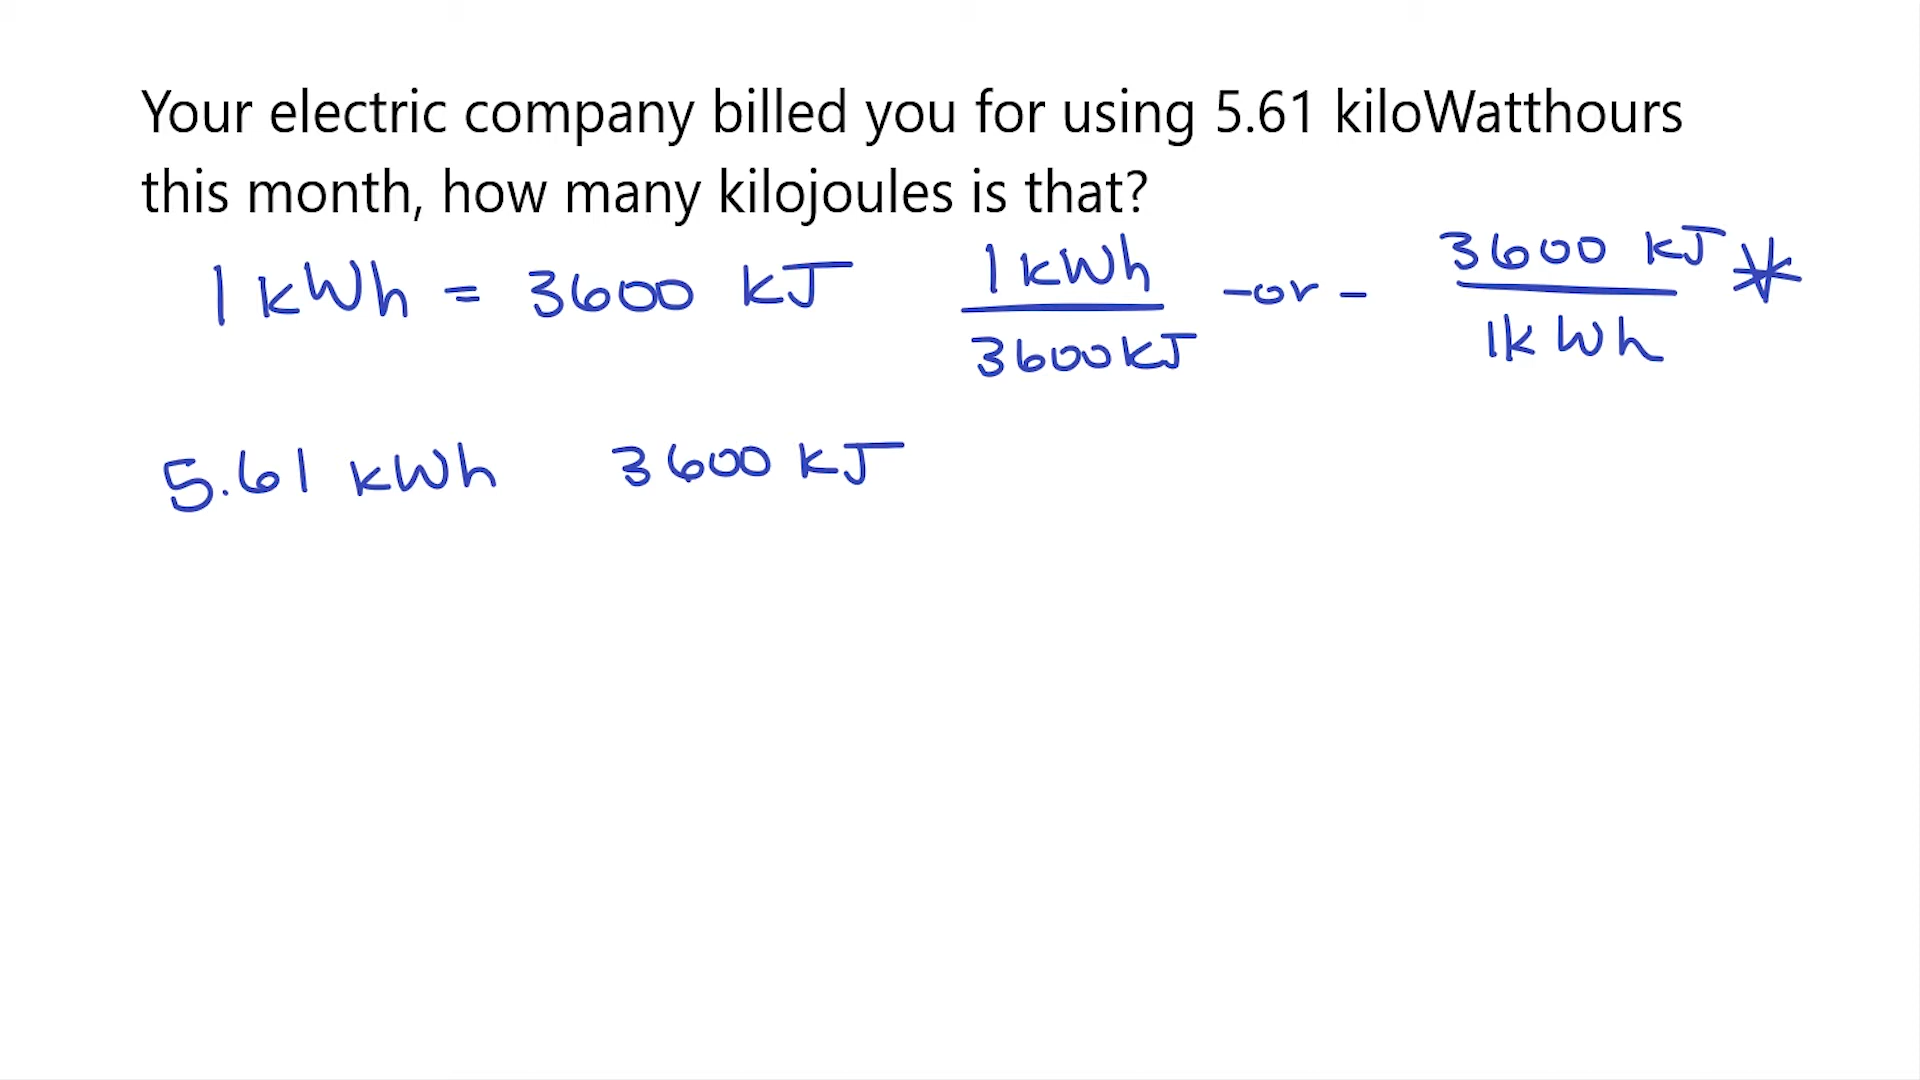 Your electric company billed you for using 5.61 kiloWatthours
this month, how many kilojoules is that?
1 kWh = 3600 kJ
1 kWh
3600 kJ
-or-
3600 kJ *
1 kWh
5.61 kWh 3600 kJ